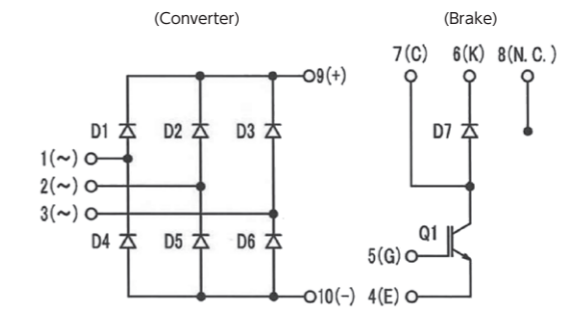 (Converter) (Brake)
7(C) 6(K) 8(N.C.)
9(+)
D1 D2 D3 D7
1(~)
2(~)
3(~)
D4 D5 D6 Q1
5(G)
10(-) 4(E)